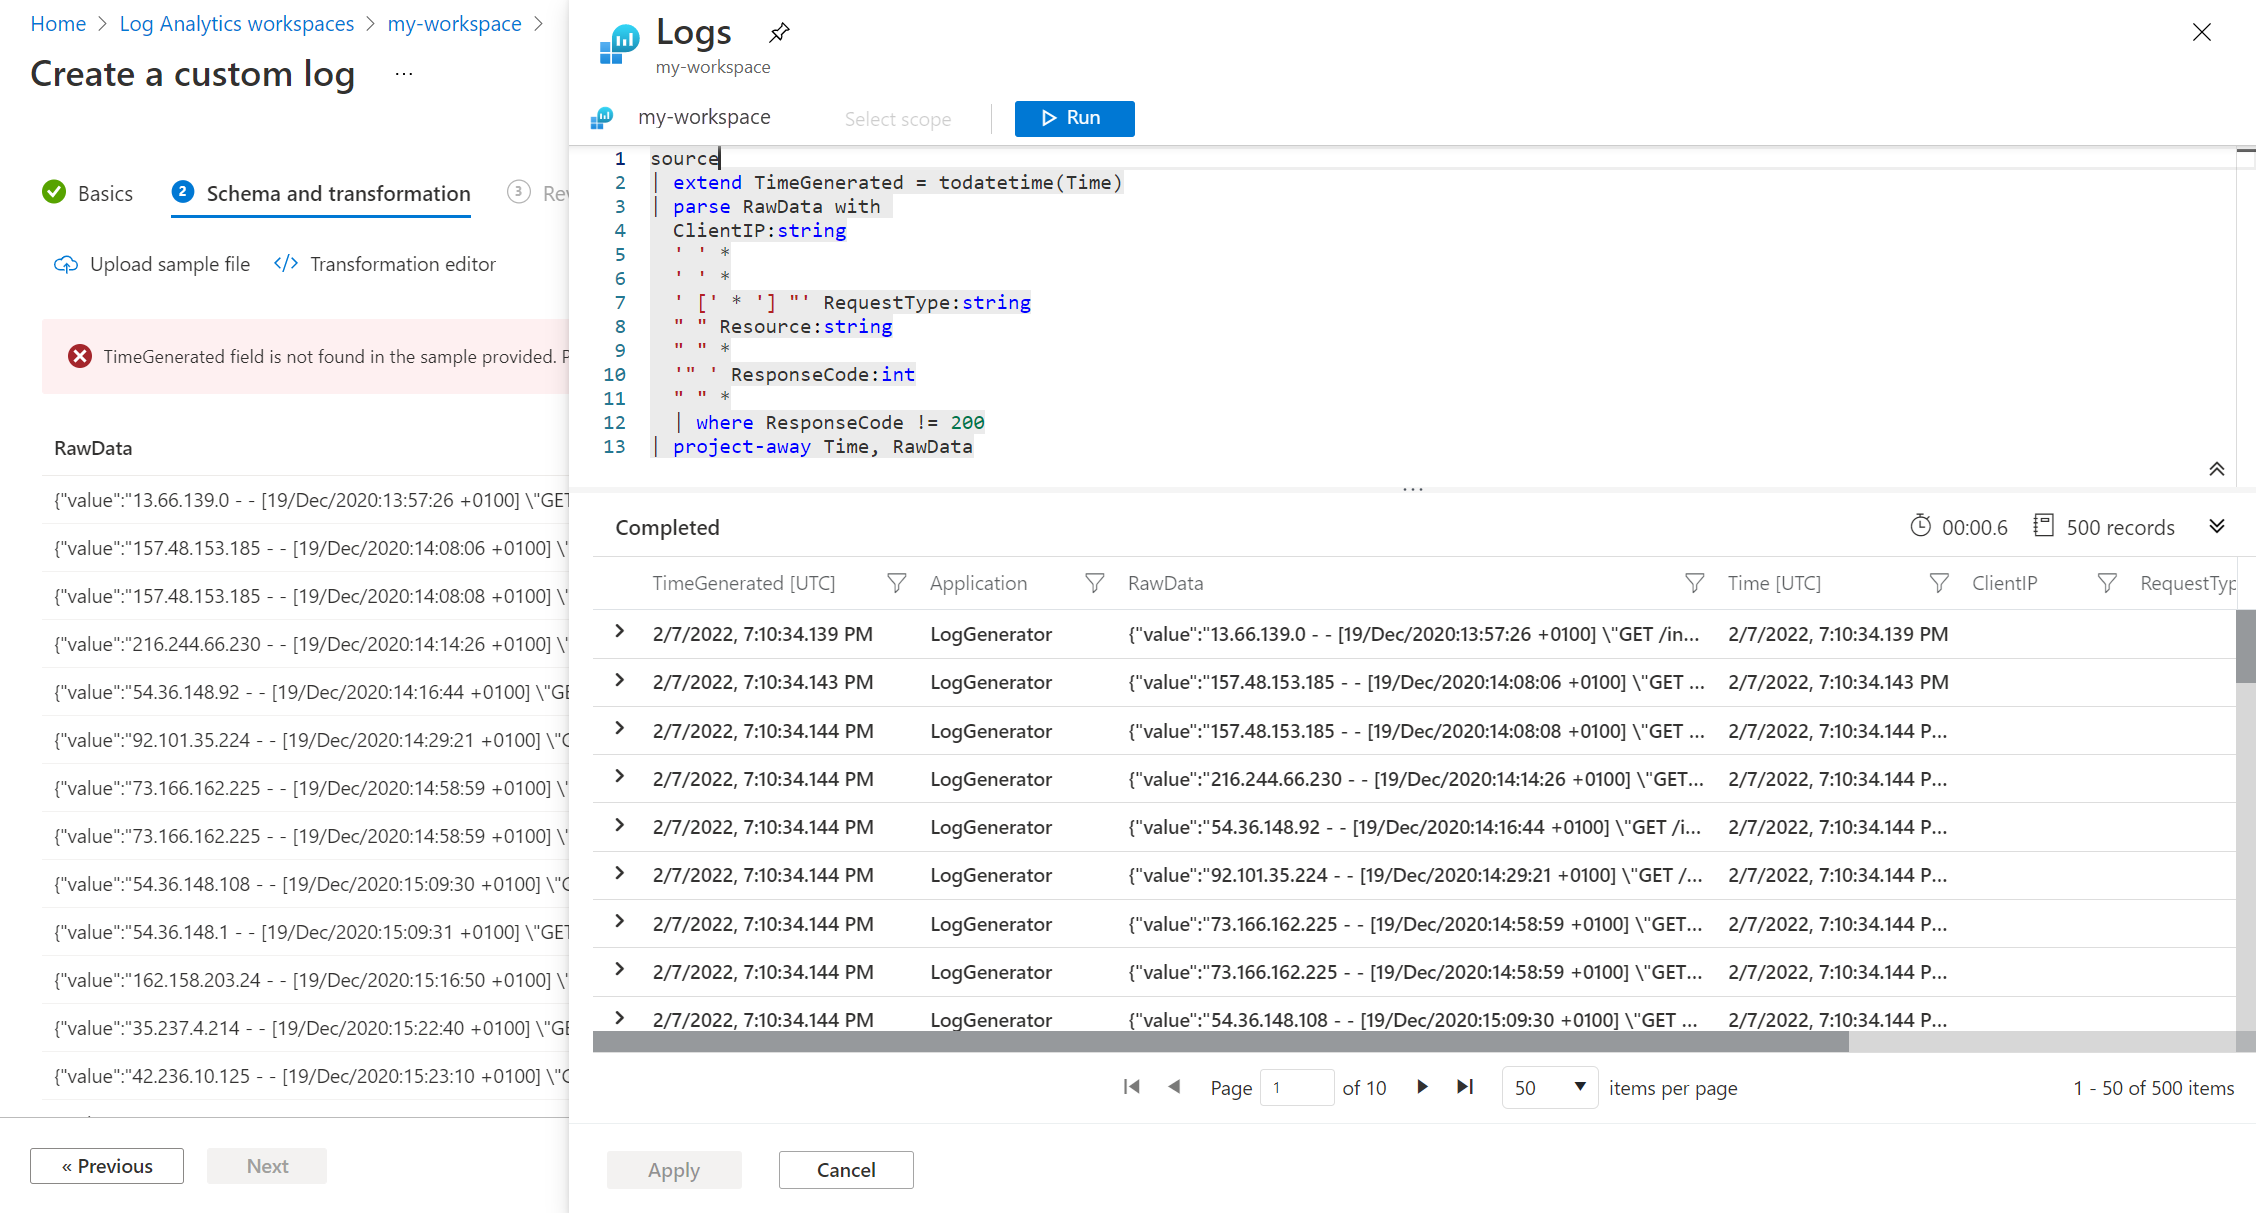 Home > Log Analytics workspaces > my-workspace >
Create a custom log ...
Basics
2 Schema and transformation
3
Upload sample file
</> Transformation editor
TimeGenerated field is not found in the sample provided.
RawData
{"value":"13.66.139.0 - - [19/Dec/2020:13:57:26 +0100] \"GET
{"value":"157.48.153.185 - - [19/Dec/2020:14:08:06 +0100] \"
{"value":"157.48.153.185 - - [19/Dec/2020:14:08:08 +0100] \"
{"value":"216.244.66.230 - - [19/Dec/2020:14:14:26 +0100] \"
{"value":"54.36.148.92 - - [19/Dec/2020:14:16:44 +0100] \"GE
{"value":"92.101.35.224 - - [19/Dec/2020:14:29:21 +0100] \"G
{"value":"73.166.162.225 - - [19/Dec/2020:14:58:59 +0100] \"
{"value":"73.166.162.225 - - [19/Dec/2020:14:58:59 +0100] \"
{"value":"54.36.148.108 - - [19/Dec/2020:15:09:30 +0100] \"G
{"value":"54.36.148.1 - - [19/Dec/2020:15:09:31 +0100] \"GET
{"value":"162.158.203.24 - - [19/Dec/2020:15:16:50 +0100] \"
{"value":"35.237.4.214 - - [19/Dec/2020:15:22:40 +0100] \"GE
{"value":"42.236.10.125 - - [19/Dec/2020:15:23:10 +0100] \"G
« Previous
Next
Logs
my-workspace
my-workspace
Select scope
Run
1 source
2 | extend TimeGenerated = todatetime(Time)
3 | parse RawData with
4 ClientIP:string
5 ' ' *
6 ' ' *
7 ' [' * '] "' RequestType:string
8 " " Resource:string
9 " " *
10 '" ' ResponseCode:int
11 " " *
12 | where ResponseCode != 200
13 | project-away Time, RawData
...
Completed
00:00.6
500 records
TimeGenerated [UTC] Application RawData Time [UTC] ClientIP RequestTyp
2/7/2022, 7:10:34.139 PM LogGenerator {"value":"13.66.139.0 - - [19/Dec/2020:13:57:26 +0100] \"GET /in... 2/7/2022, 7:10:34.139 PM
2/7/2022, 7:10:34.143 PM LogGenerator {"value":"157.48.153.185 - - [19/Dec/2020:14:08:06 +0100] \"GET ... 2/7/2022, 7:10:34.143 PM
2/7/2022, 7:10:34.144 PM LogGenerator {"value":"157.48.153.185 - - [19/Dec/2020:14:08:08 +0100] \"GET ... 2/7/2022, 7:10:34.144 P...
2/7/2022, 7:10:34.144 PM LogGenerator {"value":"216.244.66.230 - - [19/Dec/2020:14:14:26 +0100] \"GET... 2/7/2022, 7:10:34.144 P...
2/7/2022, 7:10:34.144 PM LogGenerator {"value":"54.36.148.92 - - [19/Dec/2020:14:16:44 +0100] \"GET /i... 2/7/2022, 7:10:34.144 P...
2/7/2022, 7:10:34.144 PM LogGenerator {"value":"92.101.35.224 - - [19/Dec/2020:14:29:21 +0100] \"GET /... 2/7/2022, 7:10:34.144 P...
2/7/2022, 7:10:34.144 PM LogGenerator {"value":"73.166.162.225 - - [19/Dec/2020:14:58:59 +0100] \"GET... 2/7/2022, 7:10:34.144 P...
2/7/2022, 7:10:34.144 PM LogGenerator {"value":"73.166.162.225 - - [19/Dec/2020:14:58:59 +0100] \"GET... 2/7/2022, 7:10:34.144 P...
2/7/2022, 7:10:34.144 PM LogGenerator {"value":"54.36.148.108 - - [19/Dec/2020:15:09:30 +0100] \"GET ... 2/7/2022, 7:10:34.144 P...
Page 1 of 10
50 items per page
1 - 50 of 500 items
Apply
Cancel